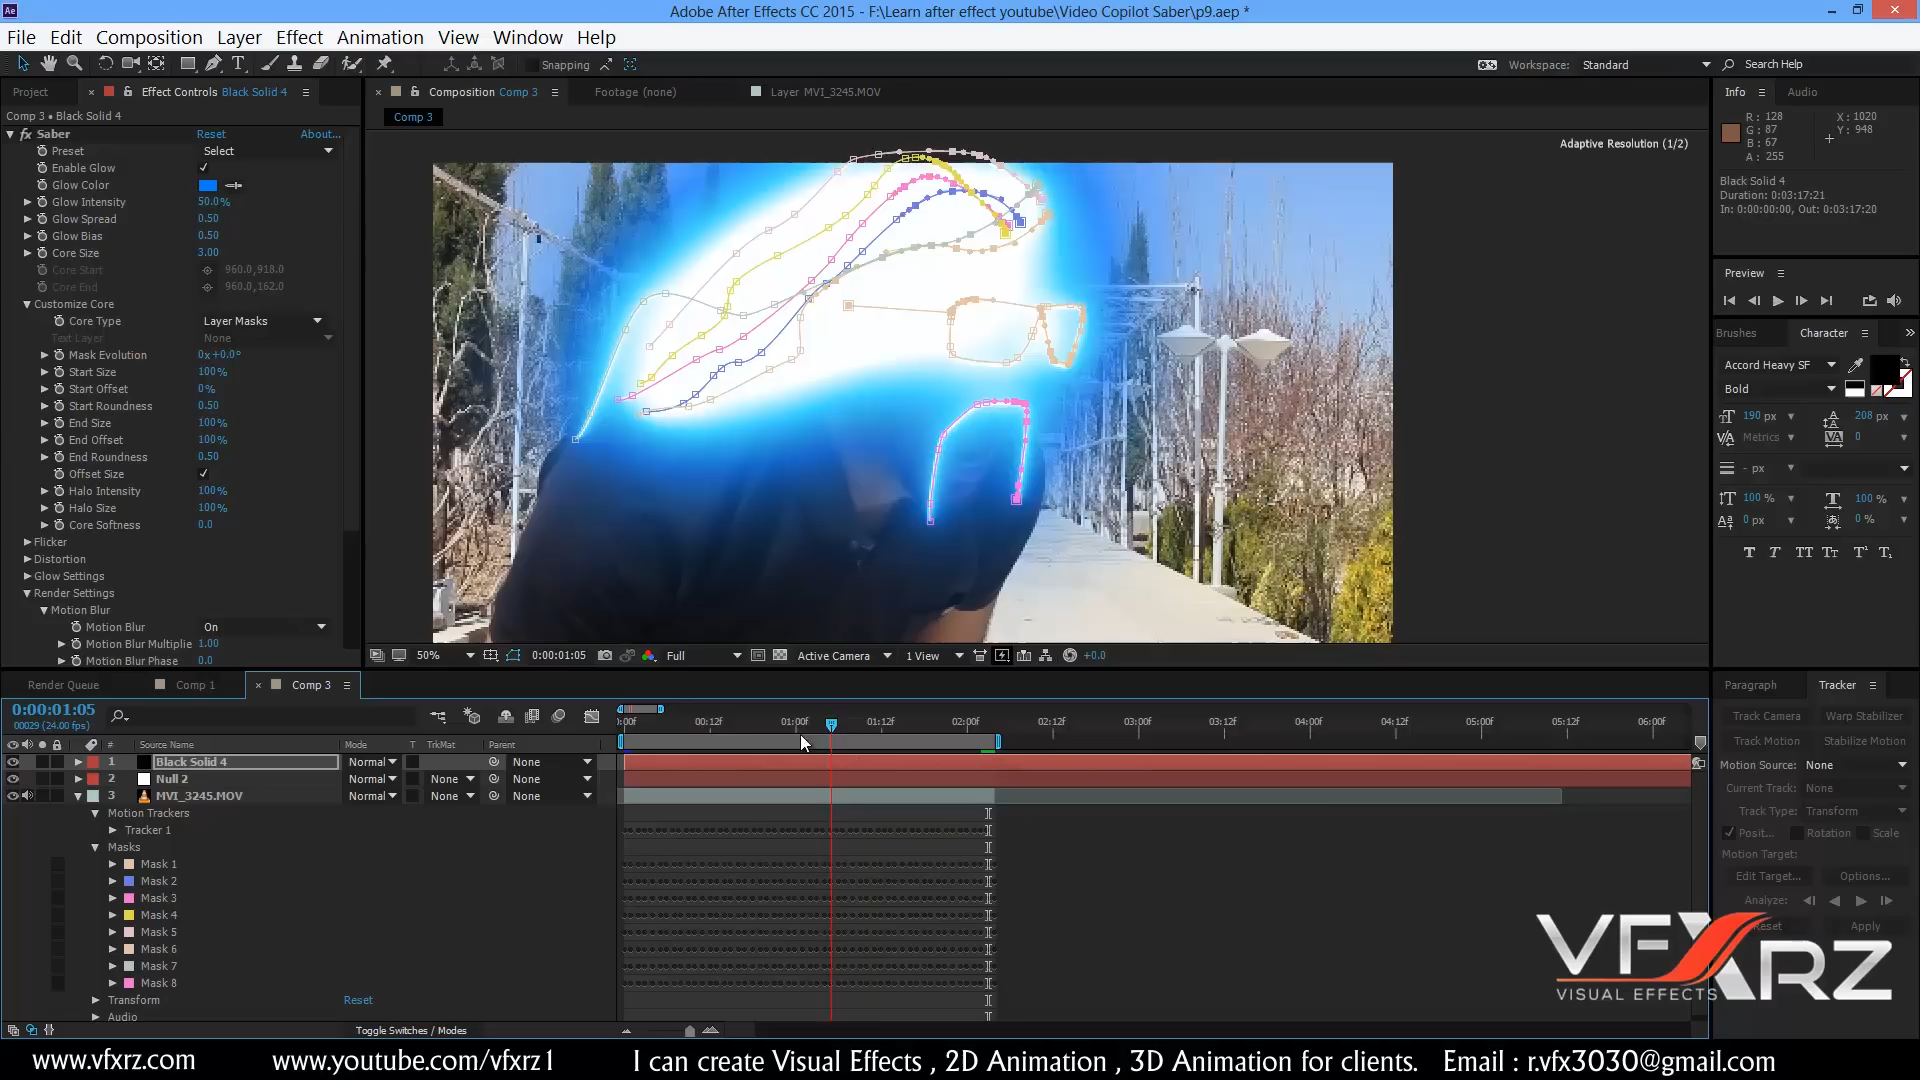 Ae
Adobe After Effects CC 2015 - F:\Learn after effect youtube\Video Copilot Saber\p9.aep *
File Edit Composition Layer Effect Animation View Window Help
Snapping
Workspace: Standard
Search Help
Project
Effect Controls Black Solid 4
Comp 3 • Black Solid 4
fx Saber Reset About...
Preset Select
Enable Glow
Glow Color
Glow Intensity 50.0%
Glow Spread 0.50
Glow Bias 0.50
Core Size 3.00
Core Start 960.0,918.0
Core End 960.0,162.0
Customize Core
Core Type Layer Masks
Text Layer None
Mask Evolution 0x+0.0°
Start Size 100%
Start Offset 0%
Start Roundness 0.50
End Size 100%
End Offset 100%
End Roundness 0.50
Offset Size
Halo Intensity 100%
Halo Size 100%
Core Softness 0.0
Flicker
Distortion
Glow Settings
Render Settings
Motion Blur
Motion Blur On
Motion Blur Multiplie 1.00
Motion Blur Phase 0.0
Composition Comp 3
Footage (none)
Layer MVI_3245.MOV
Comp 3
Adaptive Resolution (1/2)
50% 0:00:01:05 Full Active Camera 1 View +0.0
Info Audio
R: 128 X: 1020
G: 87 Y: 948
B: 67
A: 255
Black Solid 4
Duration: 0:03:17:21
In: 0:00:00:00, Out: 0:03:17:20
Preview
Brushes Character
Accord Heavy SF
Bold
190 px 208 px
Metrics 0
- px
100 % 100 %
0 px 0 %
T T TT Tt T¹ T₁
Render Queue Comp 1 Comp 3
0:00:01:05
00029 (24.00 fps)
:00f 00:12f 01:00f 01:12f 02:00f 02:12f 03:00f 03:12f 04:00f 04:12f 05:00f 05:12f 06:00f
# Source Name Mode T TrkMat Parent
1 Black Solid 4 Normal None
2 Null 2 Normal None None
3 MVI_3245.MOV Normal None None
Motion Trackers
Tracker 1
Masks
Mask 1
Mask 2
Mask 3
Mask 4
Mask 5
Mask 6
Mask 7
Mask 8
Transform Reset
Audio
Toggle Switches / Modes
Paragraph Tracker
Track Camera Warp Stabilizer
Track Motion Stabilize Motion
Motion Source: None
Current Track: None
Track Type: Transform
Posit... Rotation Scale
Motion Target:
Edit Target... Options...
Analyze:
Reset Apply
VFXRZ
VISUAL EFFECTS
www.vfxrz.com www.youtube.com/vfxrz1 I can create Visual Effects , 2D Animation , 3D Animation for clients. Email : r.vfx3030@gmail.com